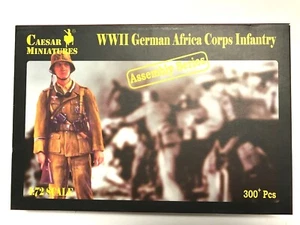 CAESAR
MINIATURES
WWII German Africa Corps Infantry
Assembly Series
1:72 SCALE
300+ Pcs